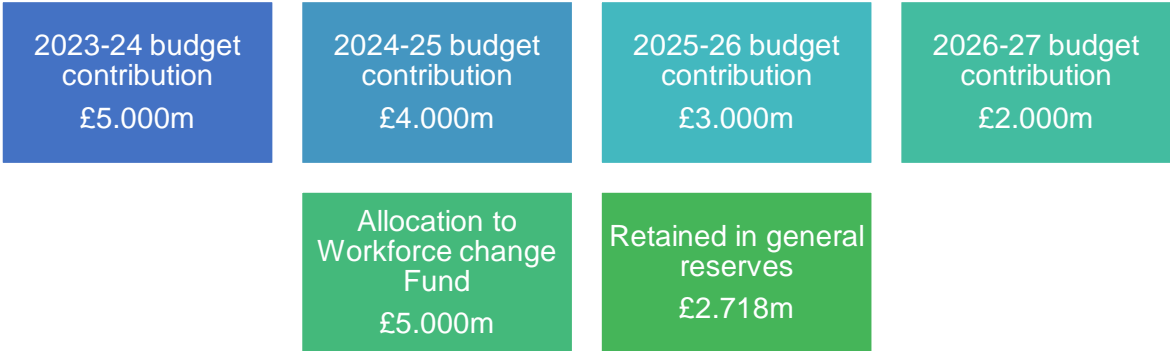 2023-24 budget
contribution
£5.000m
2024-25 budget
contribution
£4.000m
2025-26 budget
contribution
£3.000m
2026-27 budget
contribution
£2.000m
Allocation to
Workforce change
Fund
£5.000m
Retained in general
reserves
£2.718m